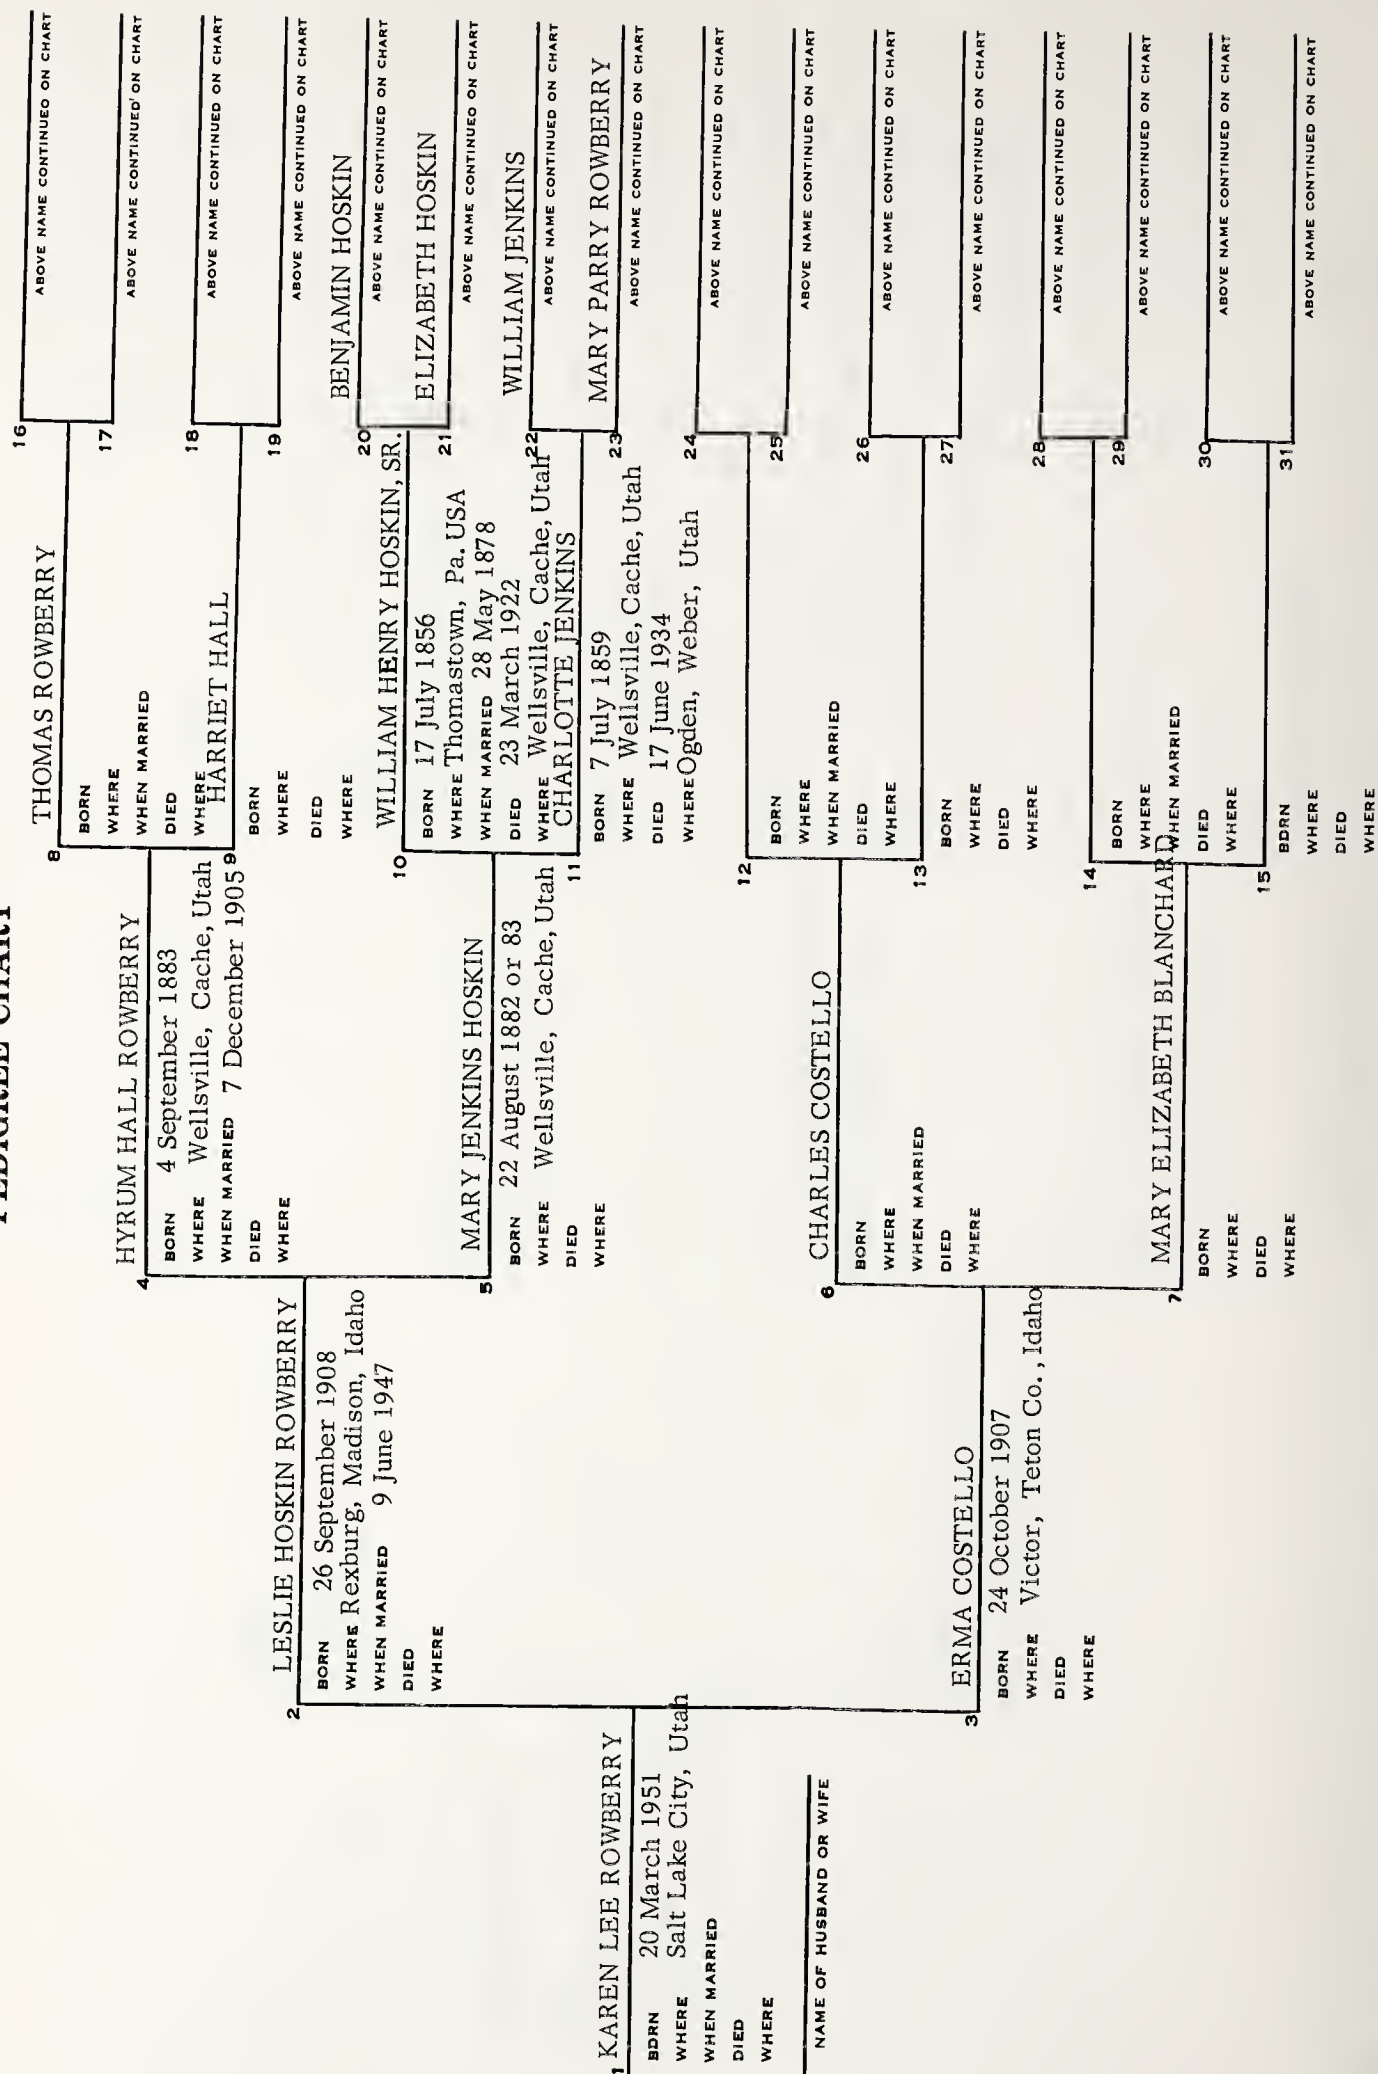 PEDIGREE CHART
1 KAREN LEE ROWBERRY
BORN 20 March 1951
WHERE Salt Lake City, Utah
WHEN MARRIED
DIED
WHERE
NAME OF HUSBAND OR WIFE
2 LESLIE HOSKIN ROWBERRY
BORN 26 September 1908
WHERE Rexburg, Madison, Idaho
WHEN MARRIED 9 June 1947
DIED
WHERE
3 ERMA COSTELLO
BORN 24 October 1907
WHERE Victor, Teton Co., Idaho
DIED
WHERE
4 HYRUM HALL ROWBERRY
BORN 4 September 1883
WHERE Wellsville, Cache, Utah
WHEN MARRIED 7 December 1905
DIED
WHERE
5 MARY JENKINS HOSKIN
BORN 22 August 1882 or 83
WHERE Wellsville, Cache, Utah
DIED
WHERE
6 CHARLES COSTELLO
BORN
WHERE
WHEN MARRIED
DIED
WHERE
7 MARY ELIZABETH BLANCHARD
BORN
WHERE
DIED
WHERE
8 THOMAS ROWBERRY
BORN
WHERE
WHEN MARRIED
DIED
WHERE
9 HARRIET HALL
BORN
WHERE
DIED
WHERE
10 WILLIAM HENRY HOSKIN, SR.
BORN 17 July 1856
WHERE Thomastown, Pa. USA
WHEN MARRIED 28 May 1878
DIED 23 March 1922
WHERE Wellsville, Cache, Utah
11 CHARLOTTE JENKINS
BORN 7 July 1859
WHERE Wellsville, Cache, Utah
DIED 17 June 1934
WHERE Ogden, Weber, Utah
12
BORN
WHERE
WHEN MARRIED
DIED
WHERE
13
BORN
WHERE
DIED
WHERE
14
BORN
WHERE
WHEN MARRIED
DIED
WHERE
15
BORN
WHERE
DIED
WHERE
16
ABOVE NAME CONTINUED ON CHART
17
ABOVE NAME CONTINUED ON CHART
18
ABOVE NAME CONTINUED ON CHART
19
ABOVE NAME CONTINUED ON CHART
20 BENJAMIN HOSKIN
ABOVE NAME CONTINUED ON CHART
21 ELIZABETH HOSKIN
ABOVE NAME CONTINUED ON CHART
22 WILLIAM JENKINS
ABOVE NAME CONTINUED ON CHART
23 MARY PARRY ROWBERRY
ABOVE NAME CONTINUED ON CHART
24
ABOVE NAME CONTINUED ON CHART
25
ABOVE NAME CONTINUED ON CHART
26
ABOVE NAME CONTINUED ON CHART
27
ABOVE NAME CONTINUED ON CHART
28
ABOVE NAME CONTINUED ON CHART
29
ABOVE NAME CONTINUED ON CHART
30
ABOVE NAME CONTINUED ON CHART
31
ABOVE NAME CONTINUED ON CHART